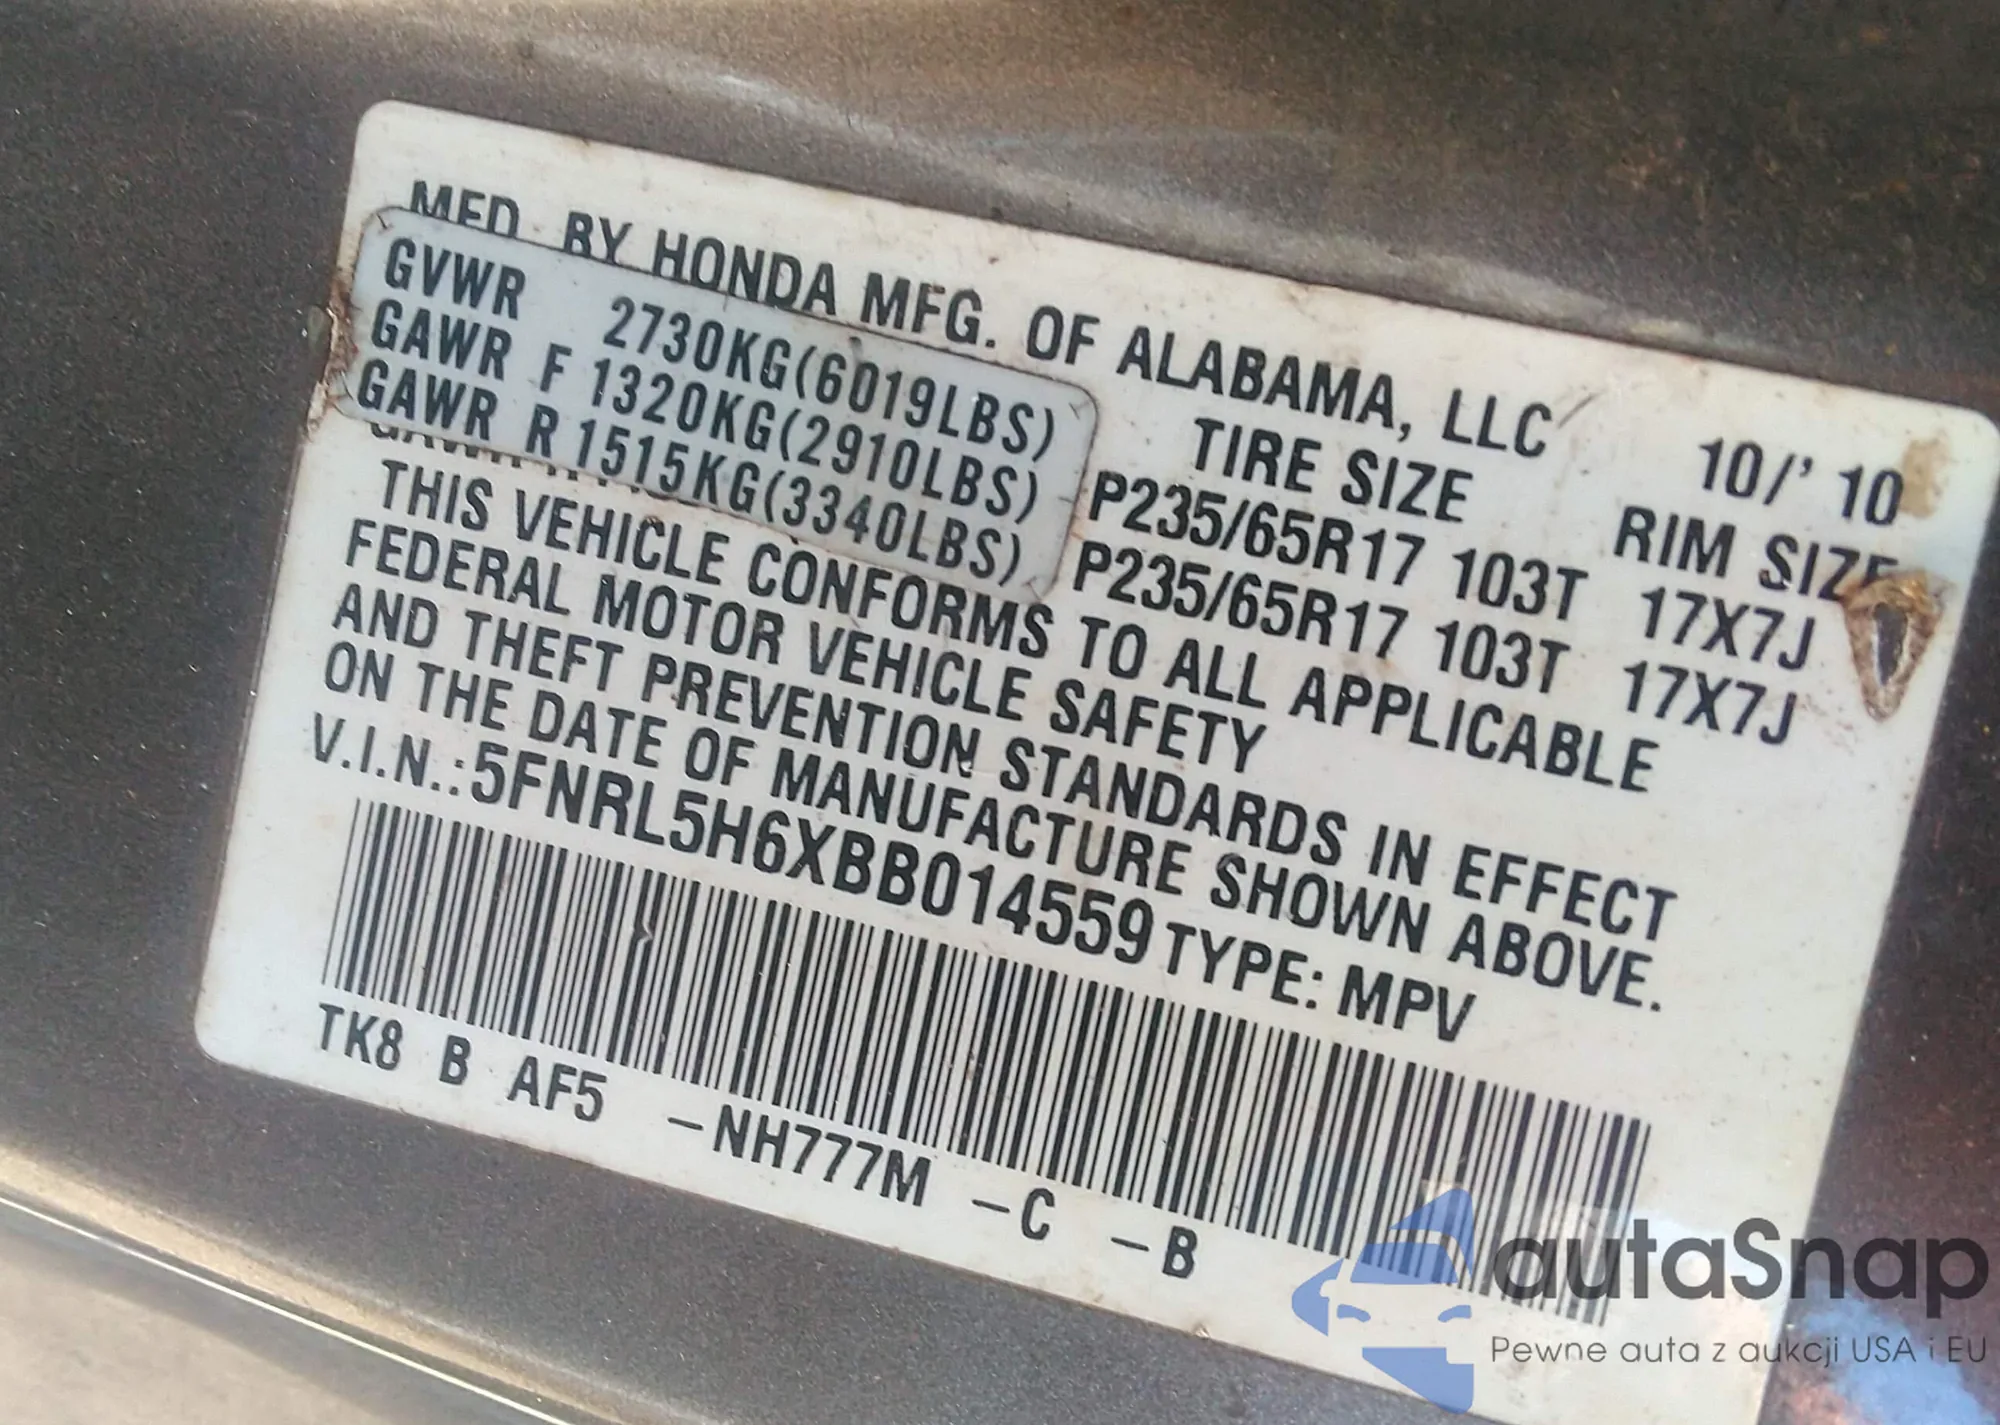 MFD. BY HONDA MFG. OF ALABAMA, LLC 10/' 10
GVWR 2730KG(6019LBS) TIRE SIZE RIM SIZE
GAWR F 1320KG(2910LBS) P235/65R17 103T 17X7J
GAWR R 1515KG(3340LBS) P235/65R17 103T 17X7J
THIS VEHICLE CONFORMS TO ALL APPLICABLE
FEDERAL MOTOR VEHICLE SAFETY
AND THEFT PREVENTION STANDARDS IN EFFECT
ON THE DATE OF MANUFACTURE SHOWN ABOVE.
V.I.N.:5FNRL5H6XBB014559 TYPE: MPV
TK8 B AF5 -NH777M -C -B
autaSnap
Pewne auta z aukcji USA i EU